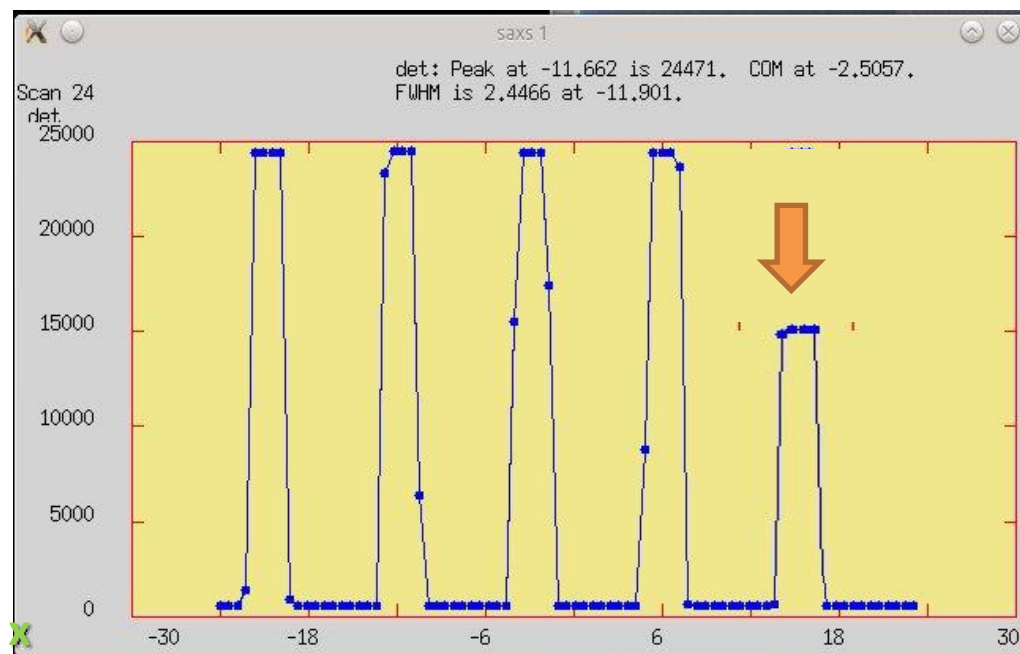 saxs 1
det: Peak at -11.662 is 24471. COM at -2.5057.
FWHM is 2.4466 at -11.901.
Scan 24
det
25000
20000
15000
10000
5000
0
-30 -18 -6 6 18 30
X